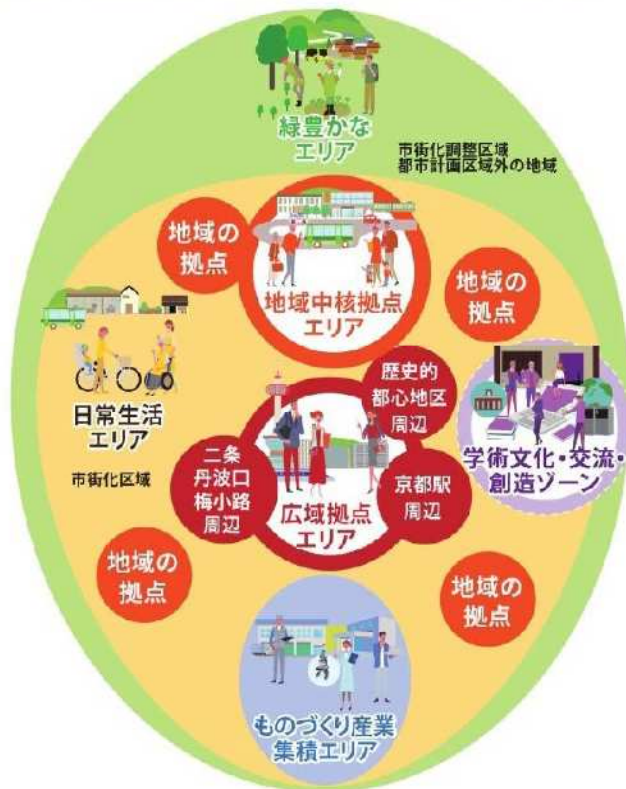 緑豊かな
エリア
市街化調整区域
都市計画区域外の地域
地域の
拠点
地域中核拠点
エリア
地域の
拠点
日常生活
エリア
市街化区域
歴史的
都心地区
周辺
学術文化・交流・
創造ゾーン
二条
丹波口
梅小路
周辺
広域拠点
エリア
京都駅
周辺
地域の
拠点
地域の
拠点
ものづくり産業
集積エリア